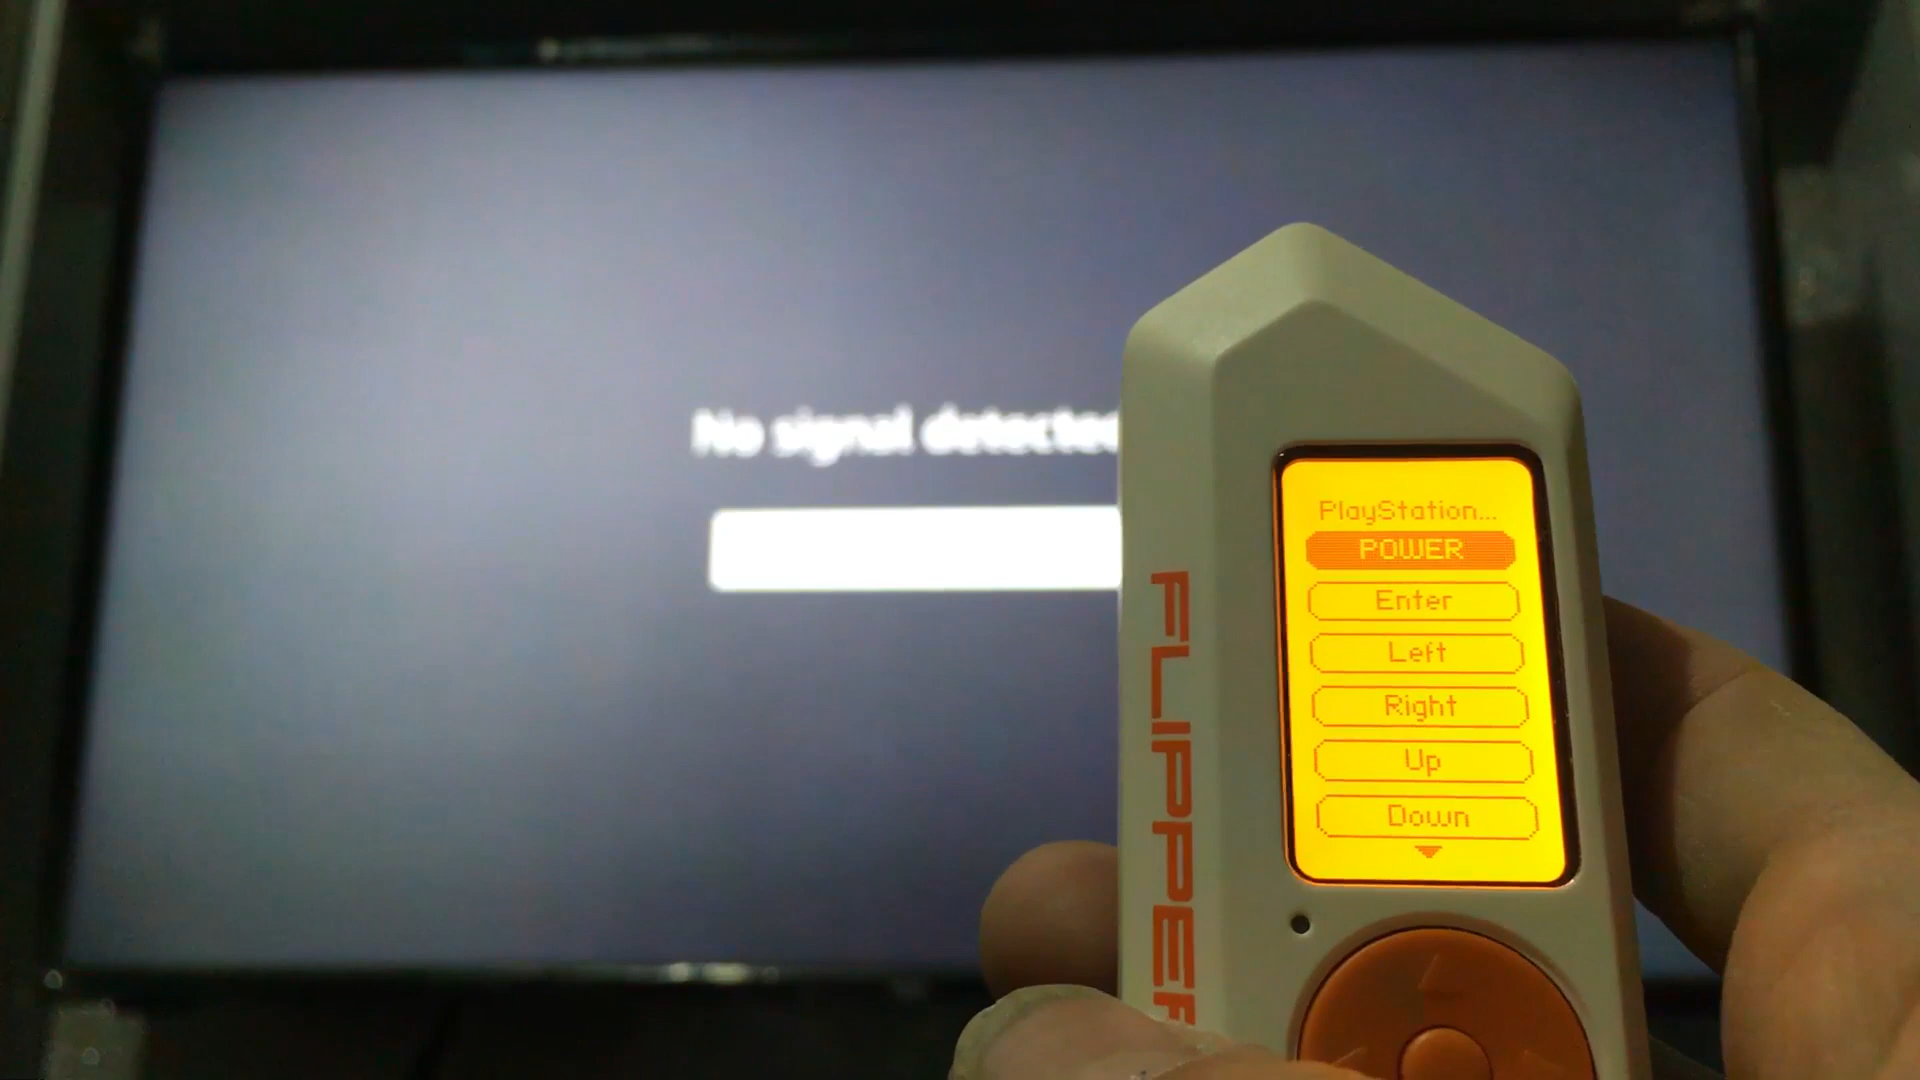 No signal detected
PlayStation...
POWER
Enter
Left
Right
Up
Down
FLIPPER